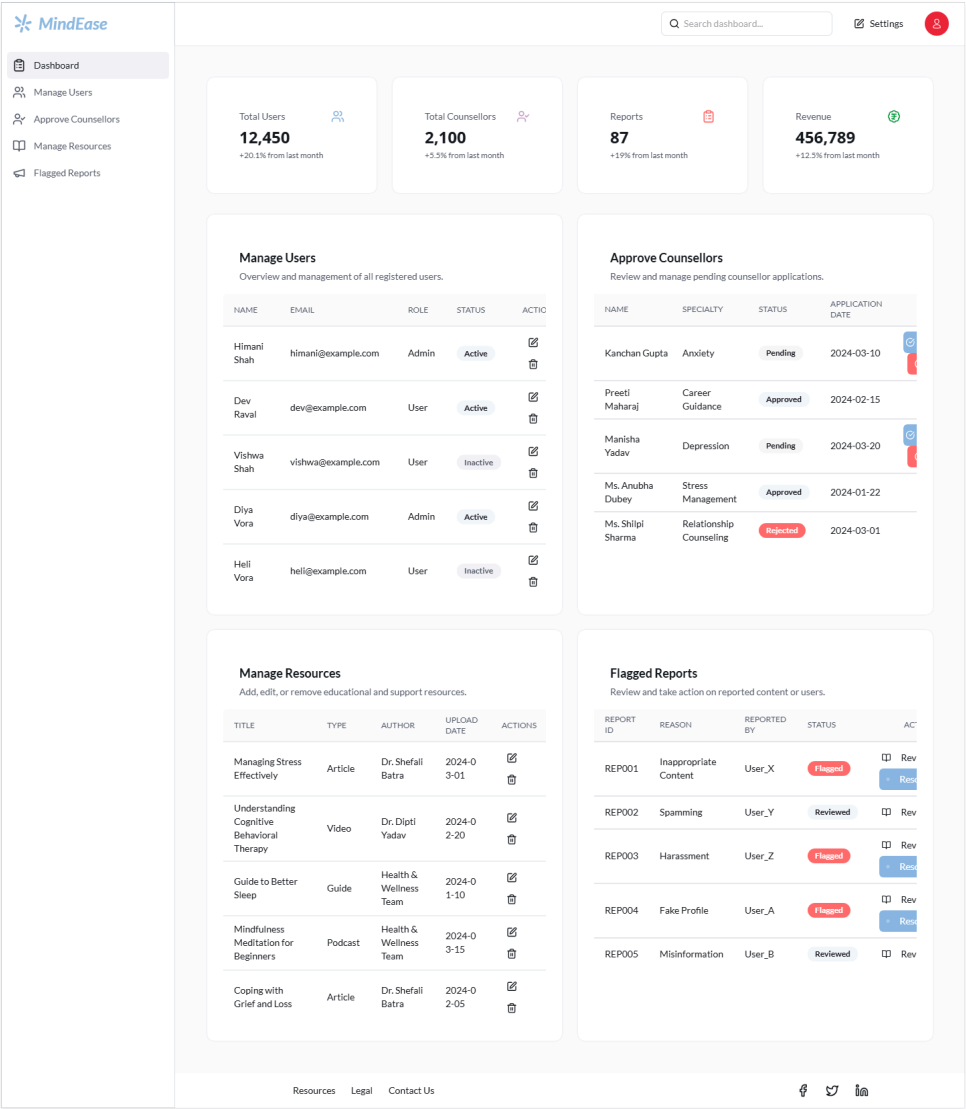 MindEase
Search dashboard...
Settings
Dashboard
Manage Users
Approve Counsellors
Manage Resources
Flagged Reports
Total Users
12,450
+20.1% from last month
Total Counsellors
2,100
+5.5% from last month
Reports
87
+19% from last month
Revenue
456,789
+12.5% from last month
Manage Users
Overview and management of all registered users.
NAME EMAIL ROLE STATUS ACTIO
Himani
Shah
himani@example.com Admin Active
Dev
Raval
dev@example.com User Active
Vishwa
Shah
vishwa@example.com User Inactive
Diya
Vora
diya@example.com Admin Active
Heli
Vora
heli@example.com User Inactive
Approve Counsellors
Review and manage pending counsellor applications.
NAME SPECIALTY STATUS APPLICATION
DATE
Kanchan Gupta Anxiety Pending 2024-03-10
Preeti
Maharaj
Career
Guidance
Approved 2024-02-15
Manisha
Yadav
Depression Pending 2024-03-20
Ms. Anubha
Dubey
Stress
Management
Approved 2024-01-22
Ms. Shilpi
Sharma
Relationship
Counseling
Rejected 2024-03-01
Manage Resources
Add, edit, or remove educational and support resources.
TITLE TYPE AUTHOR UPLOAD
DATE
ACTIONS
Managing Stress
Effectively
Article
Dr. Shefali
Batra
2024-0
3-01
Understanding
Cognitive
Behavioral
Therapy
Video
Dr. Dipti
Yadav
2024-0
2-20
Guide to Better
Sleep
Guide
Health &
Wellness
Team
2024-0
1-10
Mindfulness
Meditation for
Beginners
Podcast
Health &
Wellness
Team
2024-0
3-15
Coping with
Grief and Loss
Article
Dr. Shefali
Batra
2024-0
2-05
Flagged Reports
Review and take action on reported content or users.
REPORT
ID
REASON
REPORTED
BY
STATUS ACT
REP001
Inappropriate
Content
User_X Flagged Rev
Reso
REP002 Spamming User_Y Reviewed Rev
REP003 Harassment User_Z Flagged Rev
Reso
REP004 Fake Profile User_A Flagged Rev
Reso
REP005 Misinformation User_B Reviewed Rev
Resources Legal Contact Us